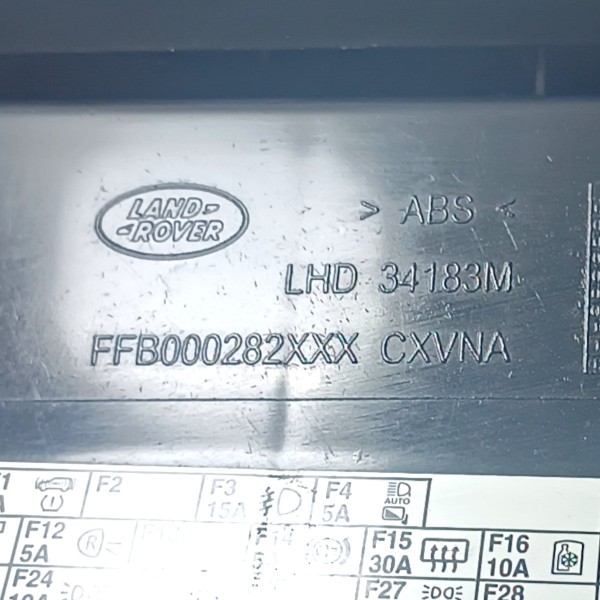 LAND-
-ROVER
> ABS <
LHD 34183M
FFB000282XXX CXVNA
F2 F3 F4
15A 5A
AUTO
F12 R F15 F16
5A 30A 10A
F24 F27 F28